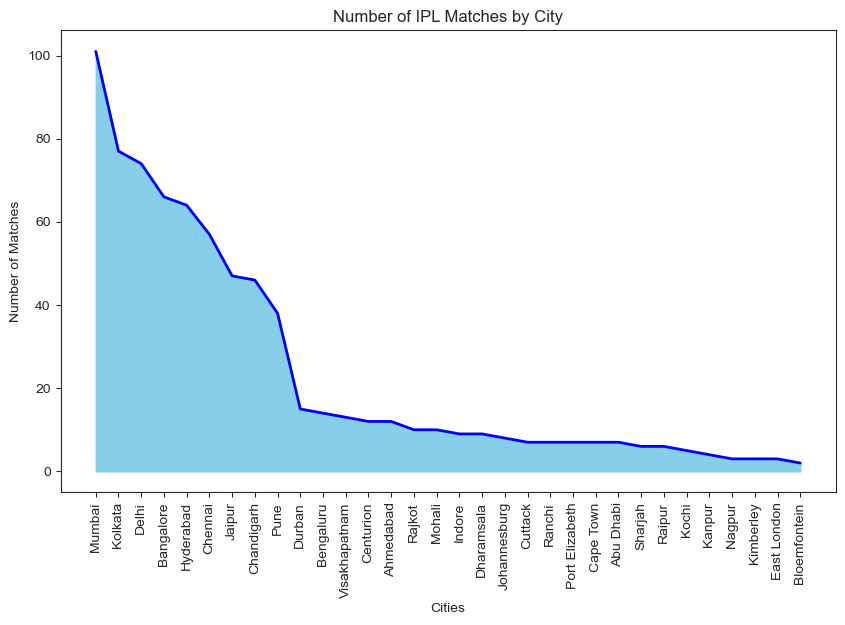 Number of IPL Matches by City
Number of Matches
100
80
60
40
20
0
Mumbai
Kolkata
Delhi
Bangalore
Hyderabad
Chennai
Jaipur
Chandigarh
Pune
Durban
Bengaluru
Visakhapatnam
Centurion
Ahmedabad
Rajkot
Mohali
Indore
Dharamsala
Johannesburg
Cuttack
Ranchi
Port Elizabeth
Cape Town
Abu Dhabi
Sharjah
Raipur
Kochi
Kanpur
Nagpur
Kimberley
East London
Bloemfontein
Cities